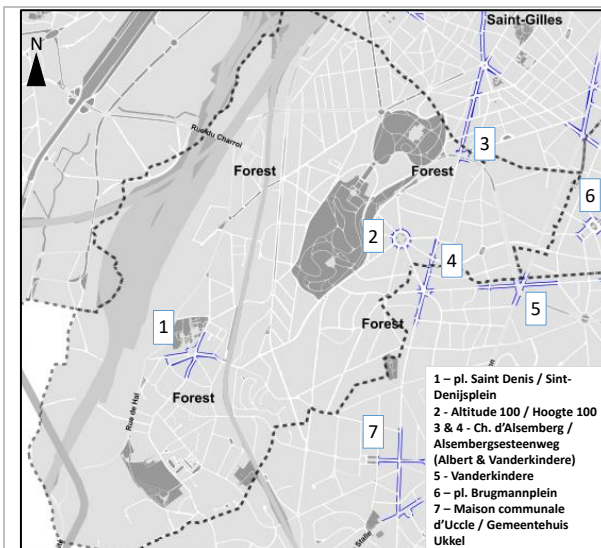 Saint-Gilles
N
Rue du Charroi
3
Forest
Forest
6
2
4
1
Forest
5
Rue de Hal
Forest
7
Stalle
1 – pl. Saint Denis / Sint-
Denijsplein
2 - Altitude 100 / Hoogte 100
3 & 4 - Ch. d'Alsemberg /
Alsembergsesteenweg
(Albert & Vanderkindere)
5 - Vanderkindere
6 – pl. Brugmannplein
7 – Maison communale
d'Uccle / Gemeentehuis
Ukkel